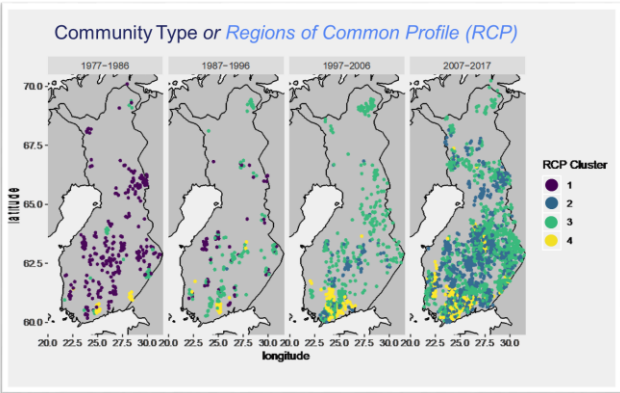 Community Type or Regions of Common Profile (RCP)
1977-1986 1987-1996 1997-2006 2007-2017
70.0
67.5
65.0
62.5
60.0
latitude
20.0 22.5 25.0 27.5 30.0 20.0 22.5 25.0 27.5 30.0 20.0 22.5 25.0 27.5 30.0 20.0 22.5 25.0 27.5 30.0
longitude
RCP Cluster
1
2
3
4